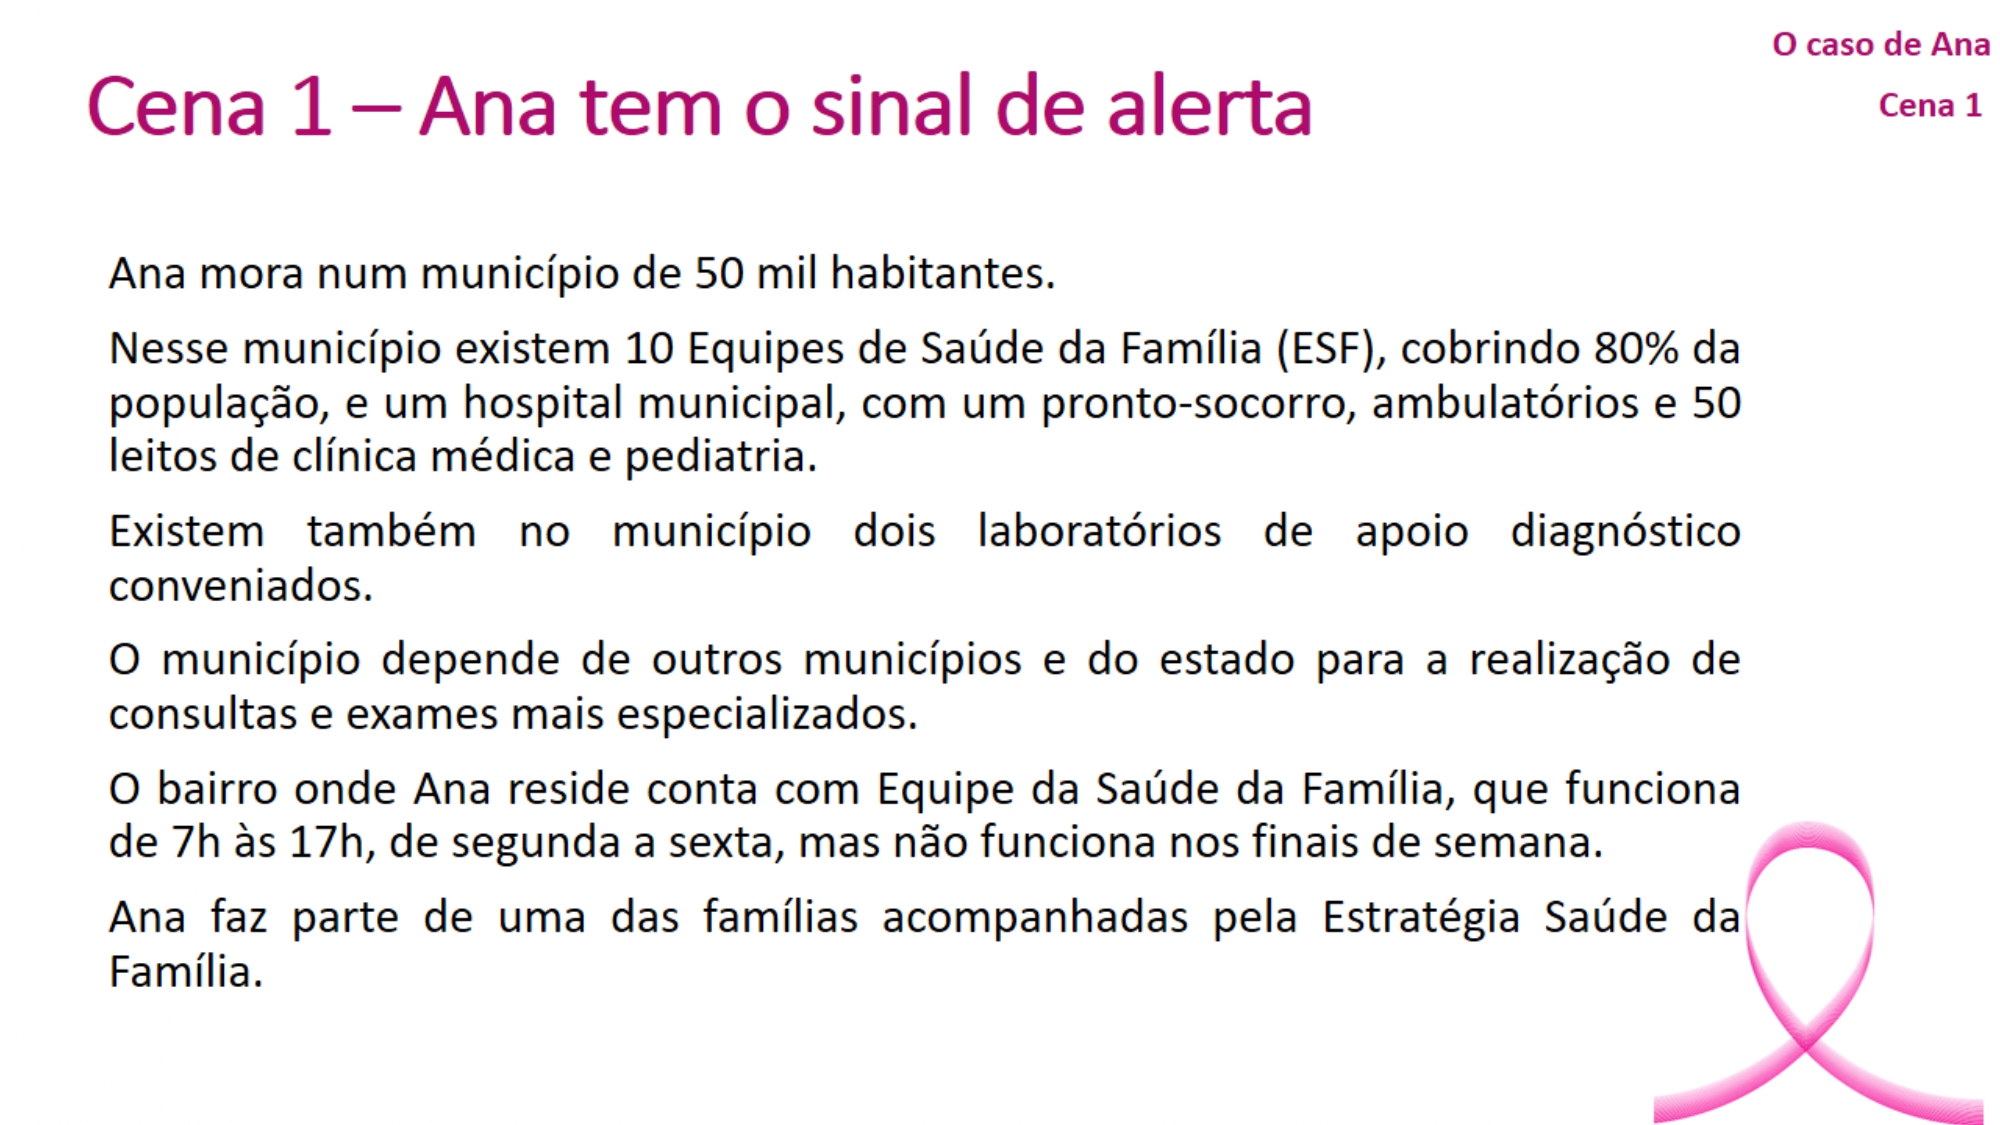 O caso de Ana
Cena 1
Cena 1 – Ana tem o sinal de alerta
Ana mora num município de 50 mil habitantes.
Nesse município existem 10 Equipes de Saúde da Família (ESF), cobrindo 80% da
população, e um hospital municipal, com um pronto-socorro, ambulatórios e 50
leitos de clínica médica e pediatria.
Existem também no município dois laboratórios de apoio diagnóstico
conveniados.
O município depende de outros municípios e do estado para a realização de
consultas e exames mais especializados.
O bairro onde Ana reside conta com Equipe da Saúde da Família, que funciona
de 7h às 17h, de segunda a sexta, mas não funciona nos finais de semana.
Ana faz parte de uma das famílias acompanhadas pela Estratégia Saúde da
Família.